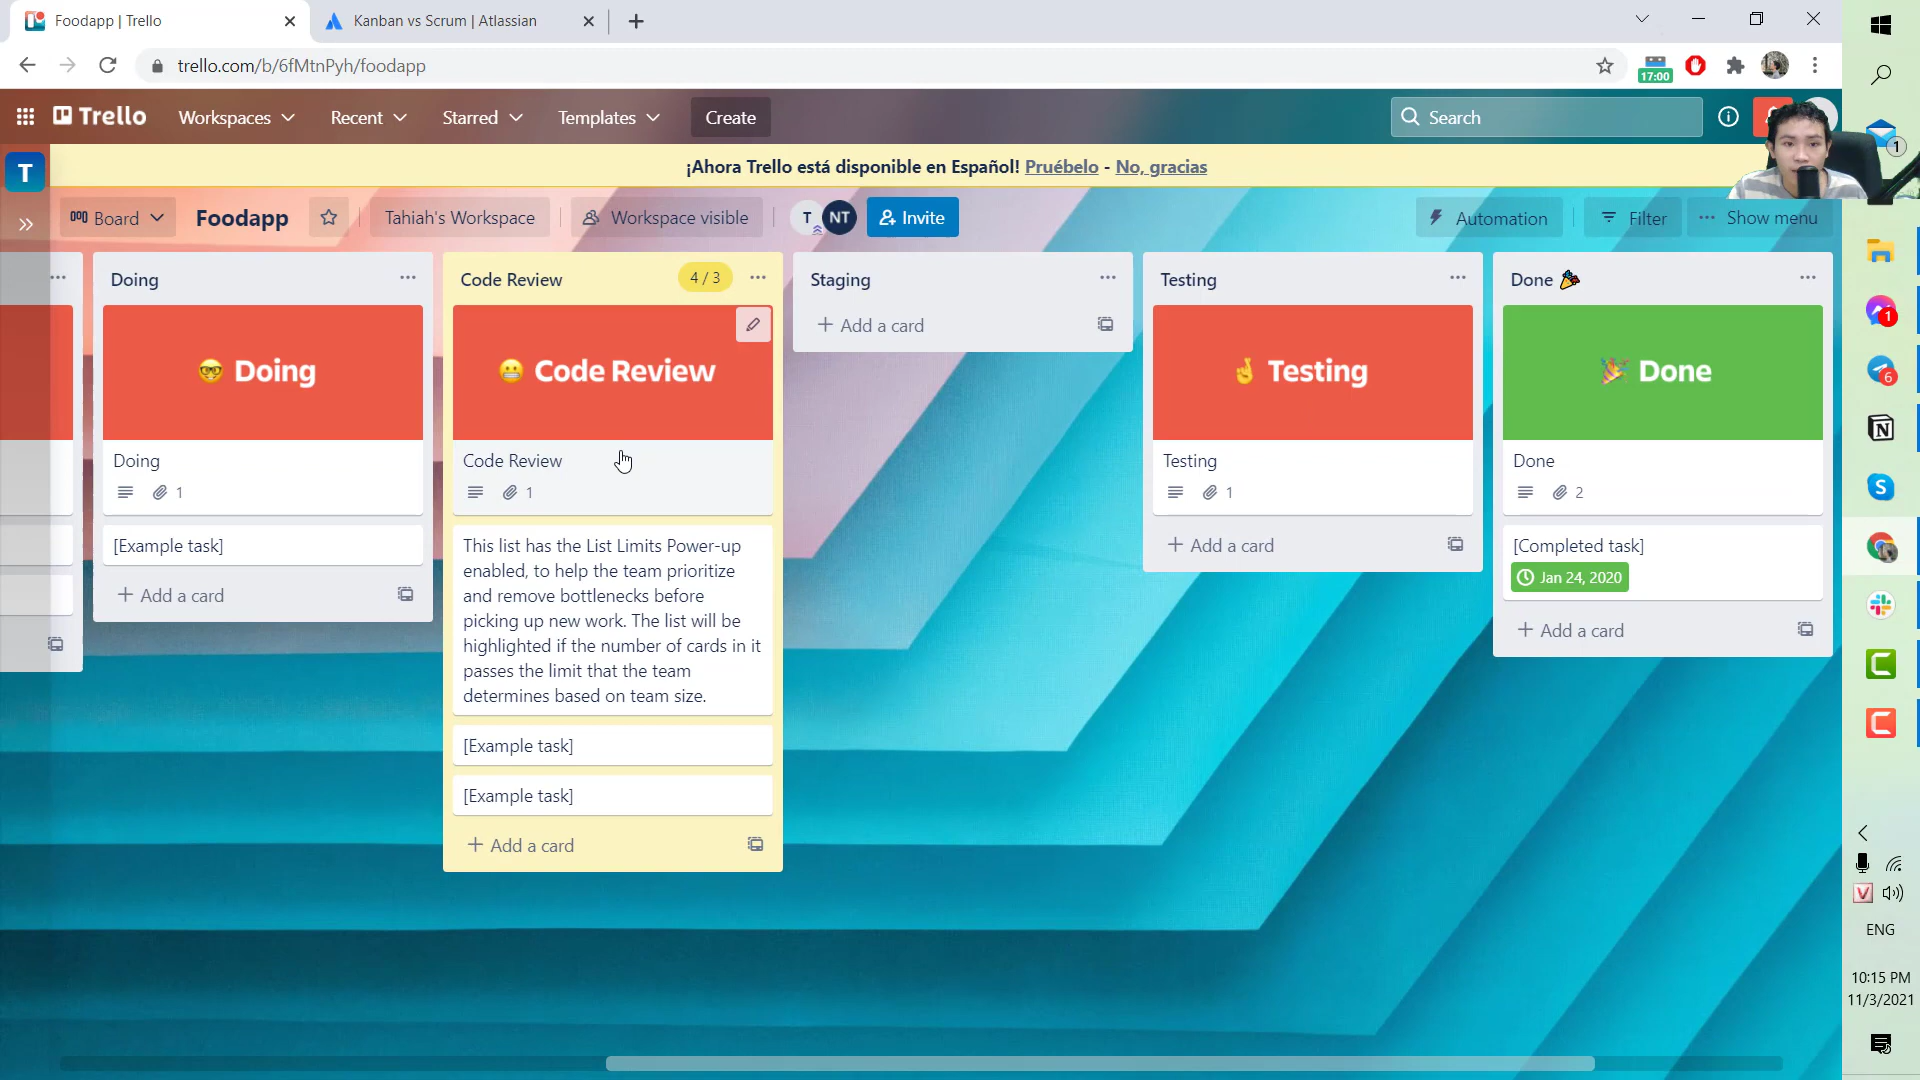 Foodapp | Trello
Kanban vs Scrum | Atlassian
trello.com/b/6fMtnPyh/foodapp
17:00
Trello
Workspaces
Recent
Starred
Templates
Create
Search
T
¡Ahora Trello está disponible en Español! Pruébelo - No, gracias
Board
Foodapp
Tahiah's Workspace
Workspace visible
T
NT
Invite
Automation
Filter
Show menu
Doing
Doing
Doing
1
[Example task]
Add a card
Code Review
4 / 3
Code Review
Code Review
1
This list has the List Limits Power-up
enabled, to help the team prioritize
and remove bottlenecks before
picking up new work. The list will be
highlighted if the number of cards in it
passes the limit that the team
determines based on team size.
[Example task]
[Example task]
Add a card
Staging
Add a card
Testing
Testing
Testing
1
Add a card
Done
Done
Done
2
[Completed task]
Jan 24, 2020
Add a card
1
1
6
N
S
C
C
V
ENG
10:15 PM
11/3/2021